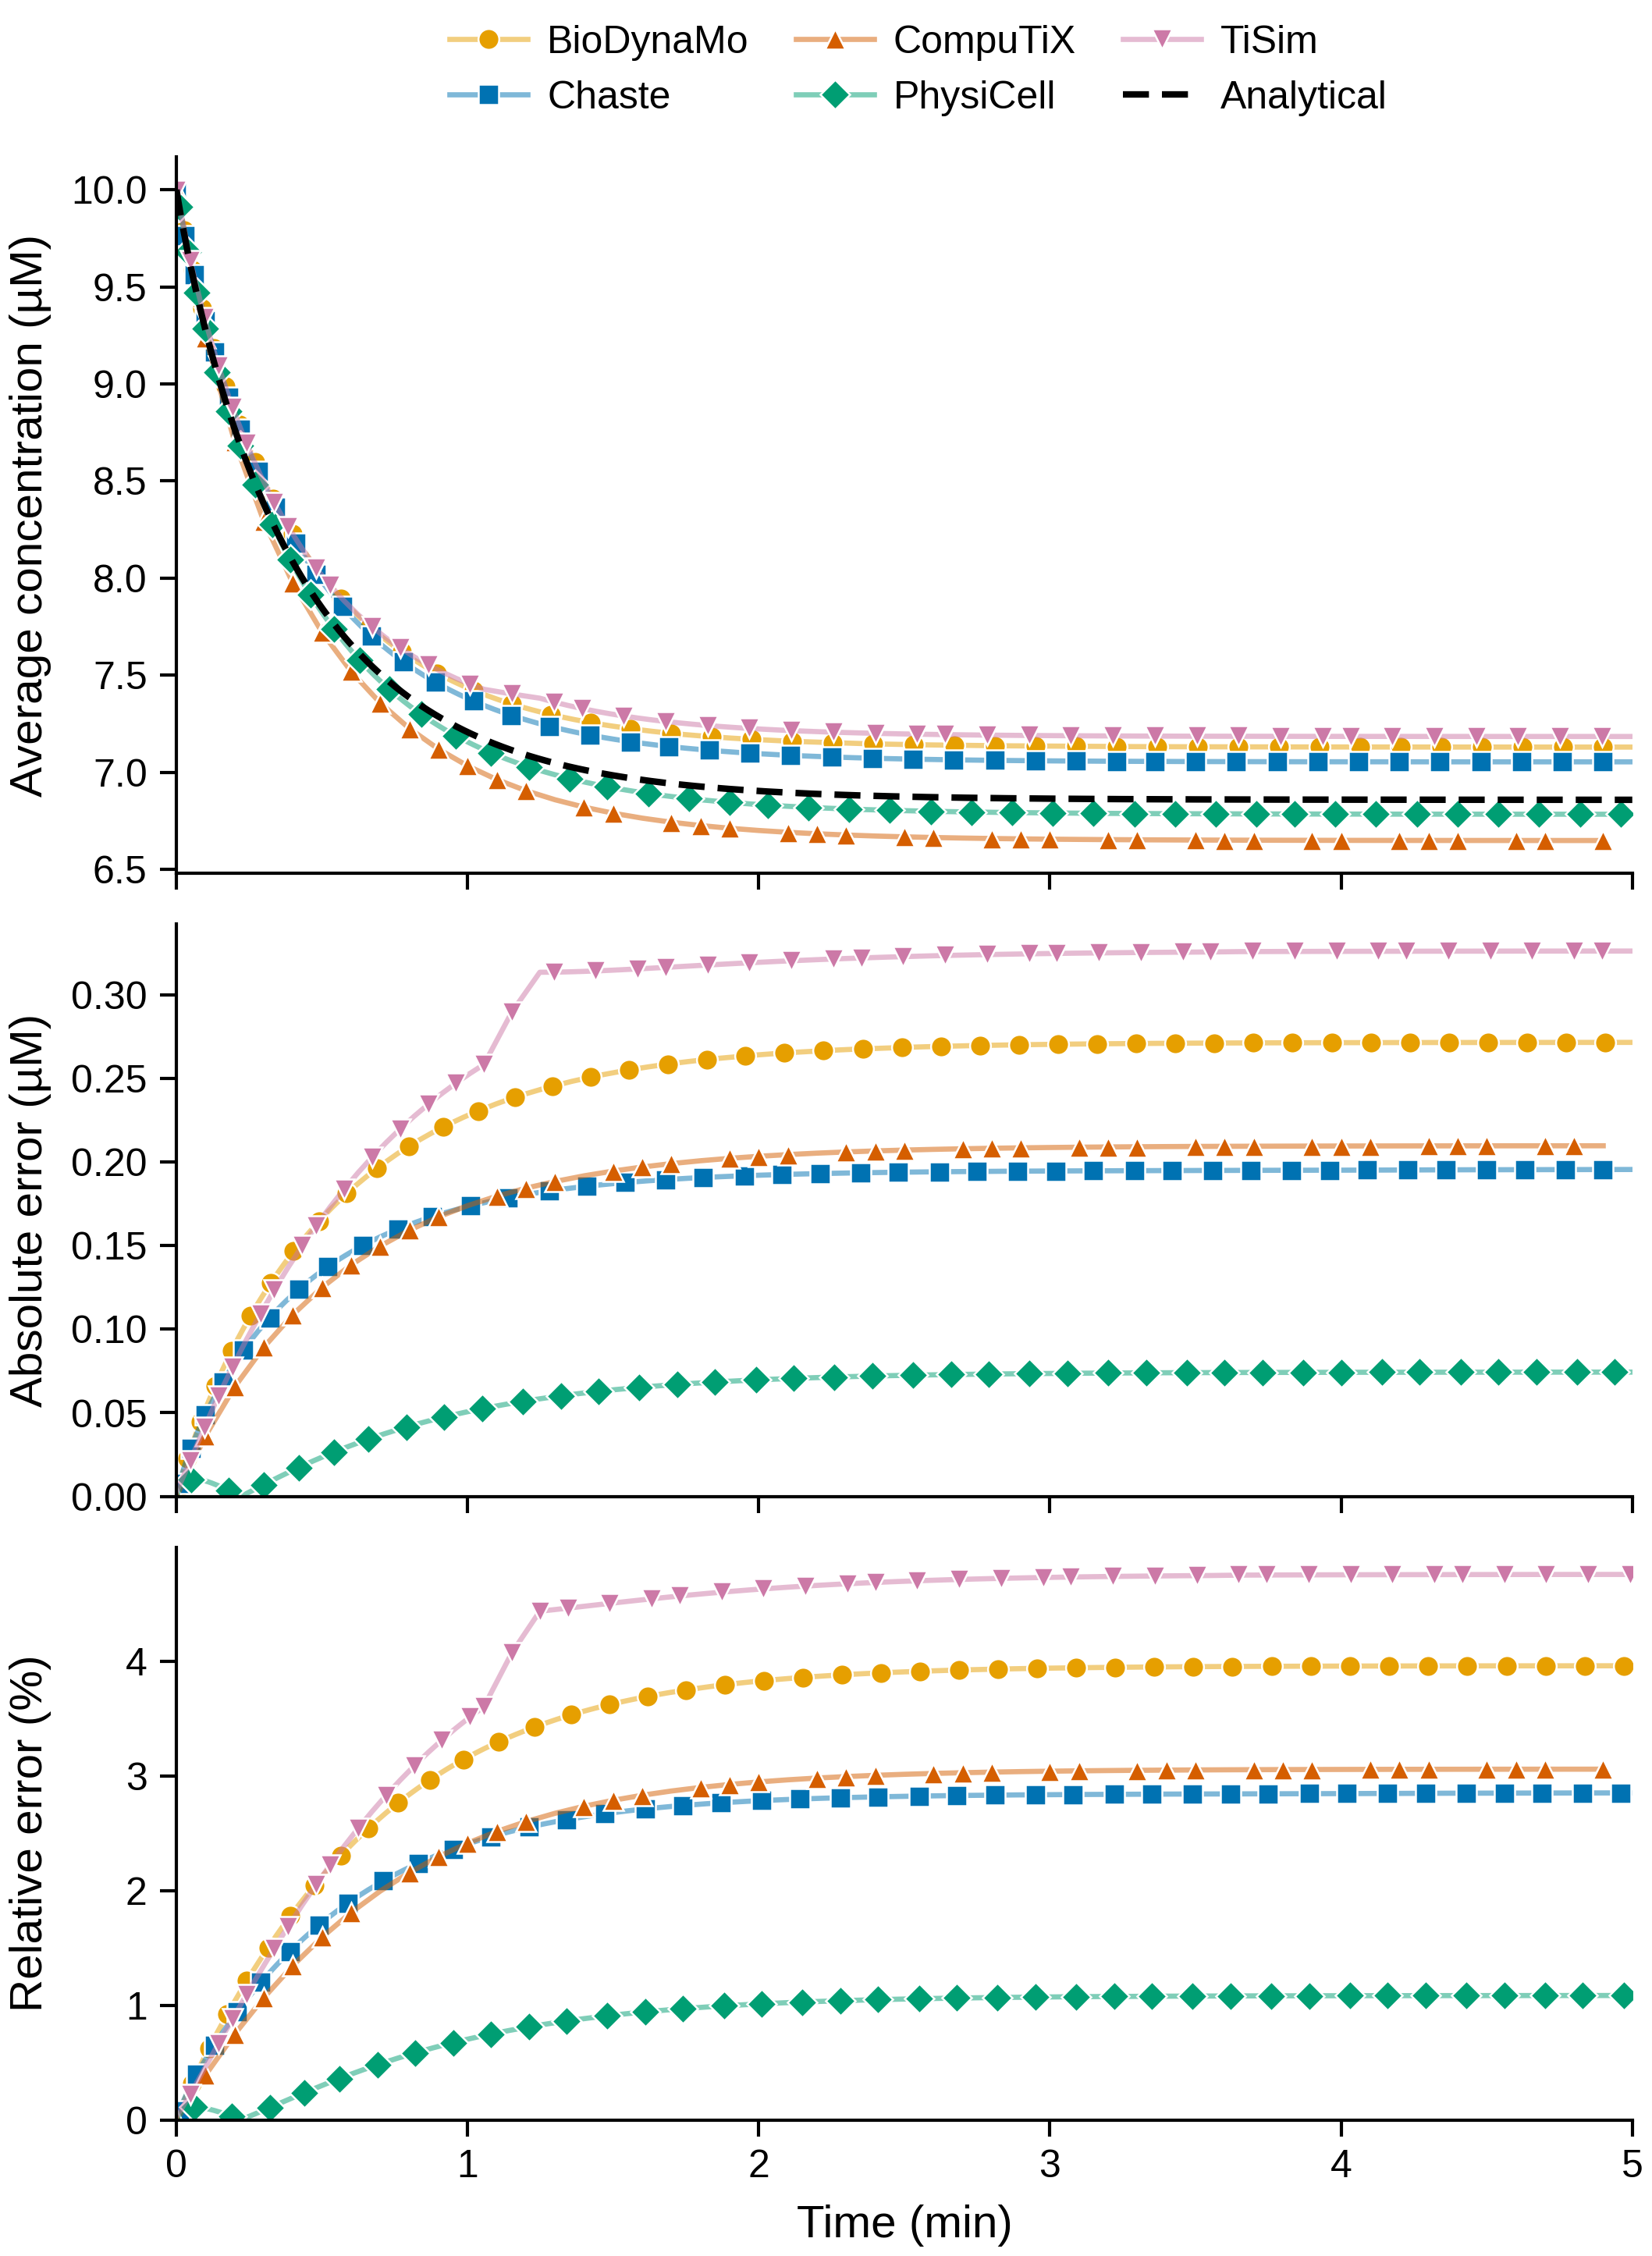 BioDynaMo CompuTiX TiSim
Chaste PhysiCell Analytical
Average concentration (µM)
10.0
9.5
9.0
8.5
8.0
7.5
7.0
6.5
Absolute error (µM)
0.30
0.25
0.20
0.15
0.10
0.05
0.00
Relative error (%)
4
3
2
1
0
0 1 2 3 4 5
Time (min)